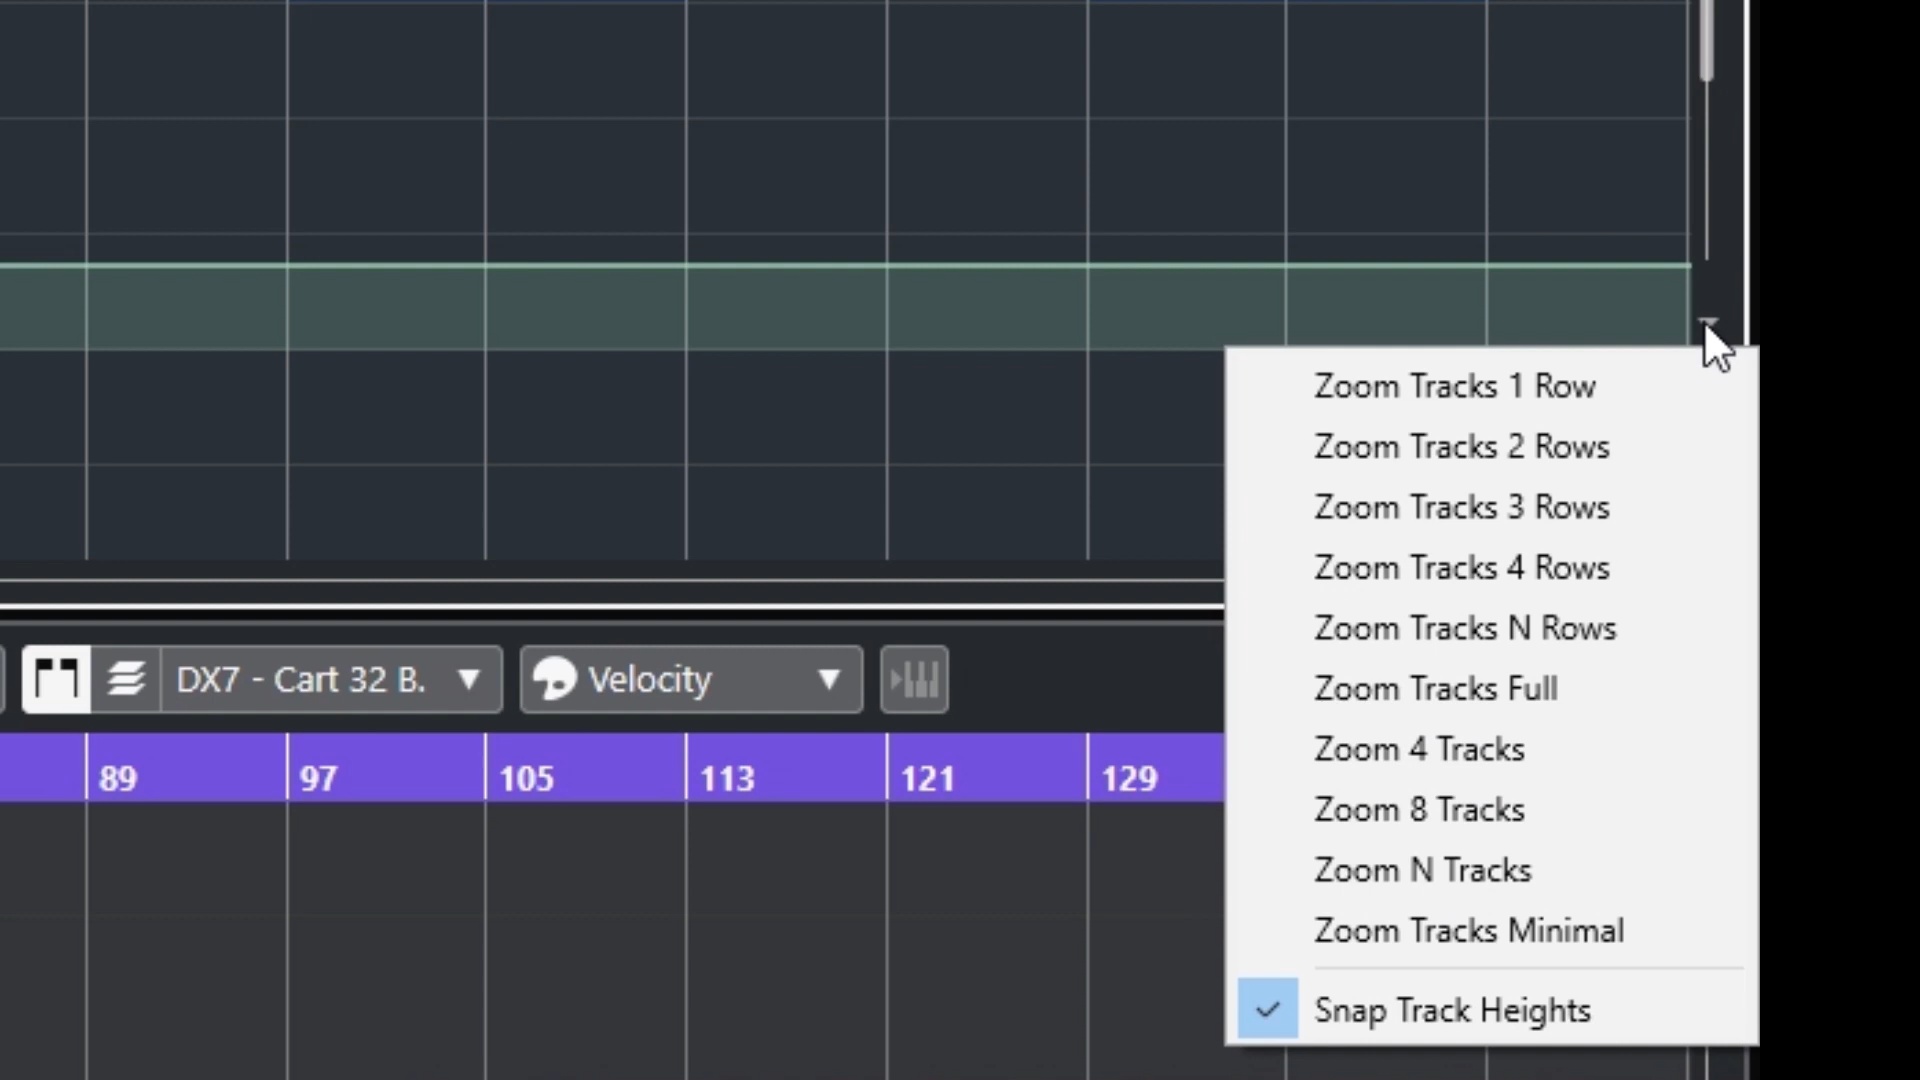 Zoom Tracks 1 Row
Zoom Tracks 2 Rows
Zoom Tracks 3 Rows
Zoom Tracks 4 Rows
Zoom Tracks N Rows
Zoom Tracks Full
Zoom 4 Tracks
Zoom 8 Tracks
Zoom N Tracks
Zoom Tracks Minimal
Snap Track Heights
DX7 - Cart 32 B. Velocity
89 97 105 113 121 129